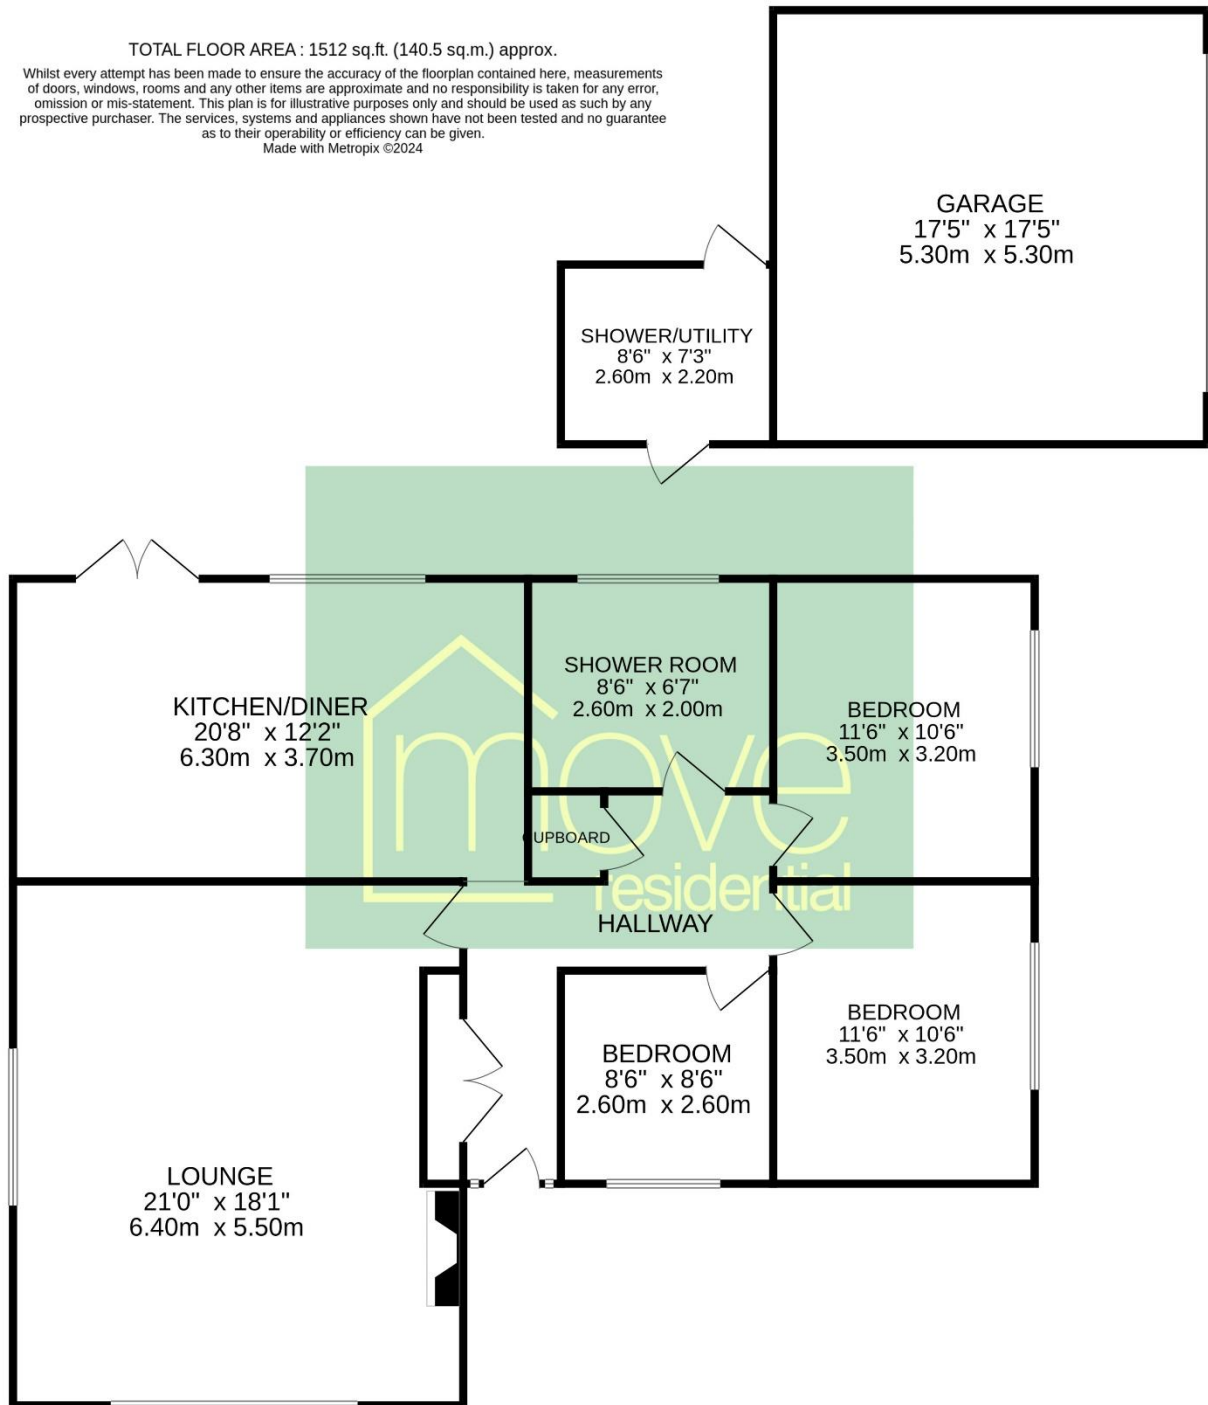 TOTAL FLOOR AREA : 1512 sq.ft. (140.5 sq.m.) approx.
Whilst every attempt has been made to ensure the accuracy of the floorplan contained here, measurements
of doors, windows, rooms and any other items are approximate and no responsibility is taken for any error,
omission or mis-statement. This plan is for illustrative purposes only and should be used as such by any
prospective purchaser. The services, systems and appliances shown have not been tested and no guarantee
as to their operability or efficiency can be given.
Made with Metropix ©2024
GARAGE
17'5" x 17'5"
5.30m x 5.30m
SHOWER/UTILITY
8'6" x 7'3"
2.60m x 2.20m
KITCHEN/DINER
20'8" x 12'2"
6.30m x 3.70m
SHOWER ROOM
8'6" x 6'7"
2.60m x 2.00m
BEDROOM
11'6" x 10'6"
3.50m x 3.20m
move
residential
CUPBOARD
HALLWAY
BEDROOM
11'6" x 10'6"
3.50m x 3.20m
BEDROOM
8'6" x 8'6"
2.60m x 2.60m
LOUNGE
21'0" x 18'1"
6.40m x 5.50m